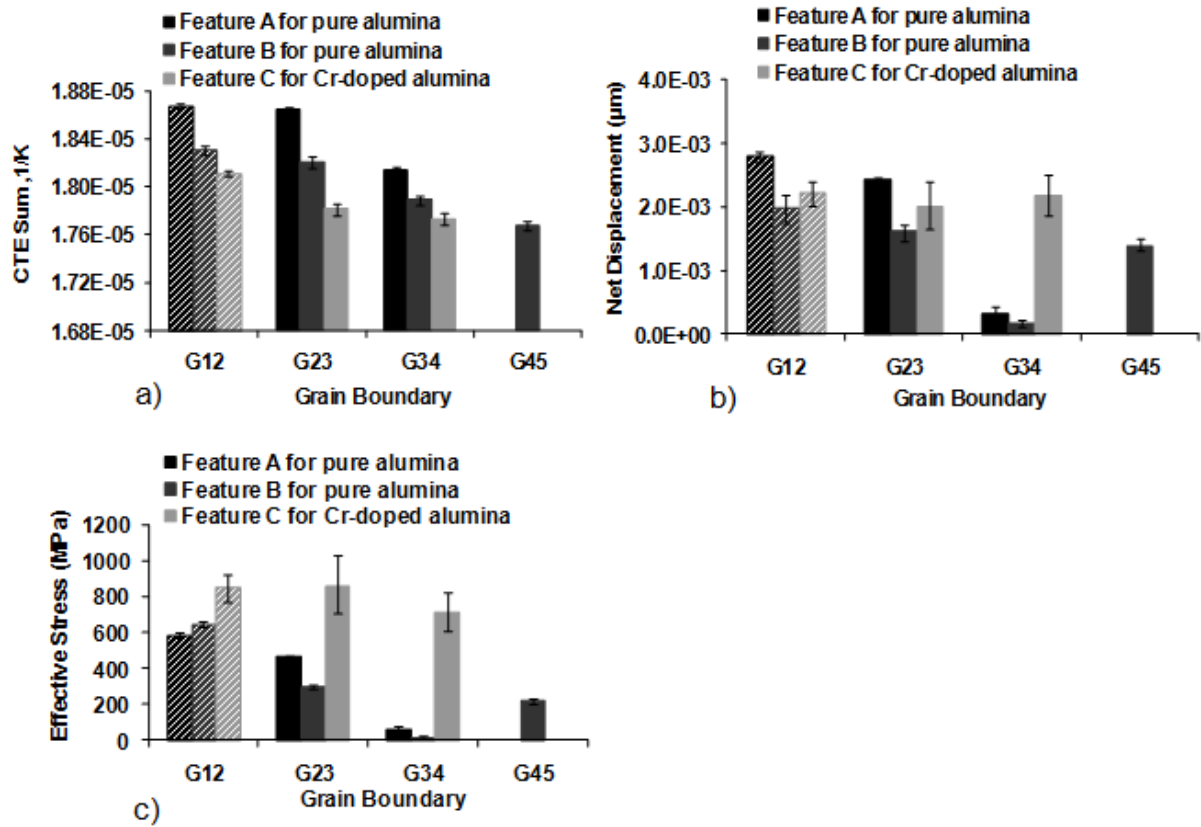 Feature A for pure alumina
Feature B for pure alumina
Feature C for Cr-doped alumina
CTE Sum ,1/K
1.88E-05
1.84E-05
1.80E-05
1.76E-05
1.72E-05
1.68E-05
G12 G23 G34 G45
Grain Boundary
a)
Feature A for pure alumina
Feature B for pure alumina
Feature C for Cr-doped alumina
Net Displacement (µm)
4.0E-03
3.0E-03
2.0E-03
1.0E-03
0.0E+00
G12 G23 G34 G45
Grain Boundary
b)
Feature A for pure alumina
Feature B for pure alumina
Feature C for Cr-doped alumina
Effective Stress (MPa)
1200
1000
800
600
400
200
0
G12 G23 G34 G45
Grain Boundary
c)